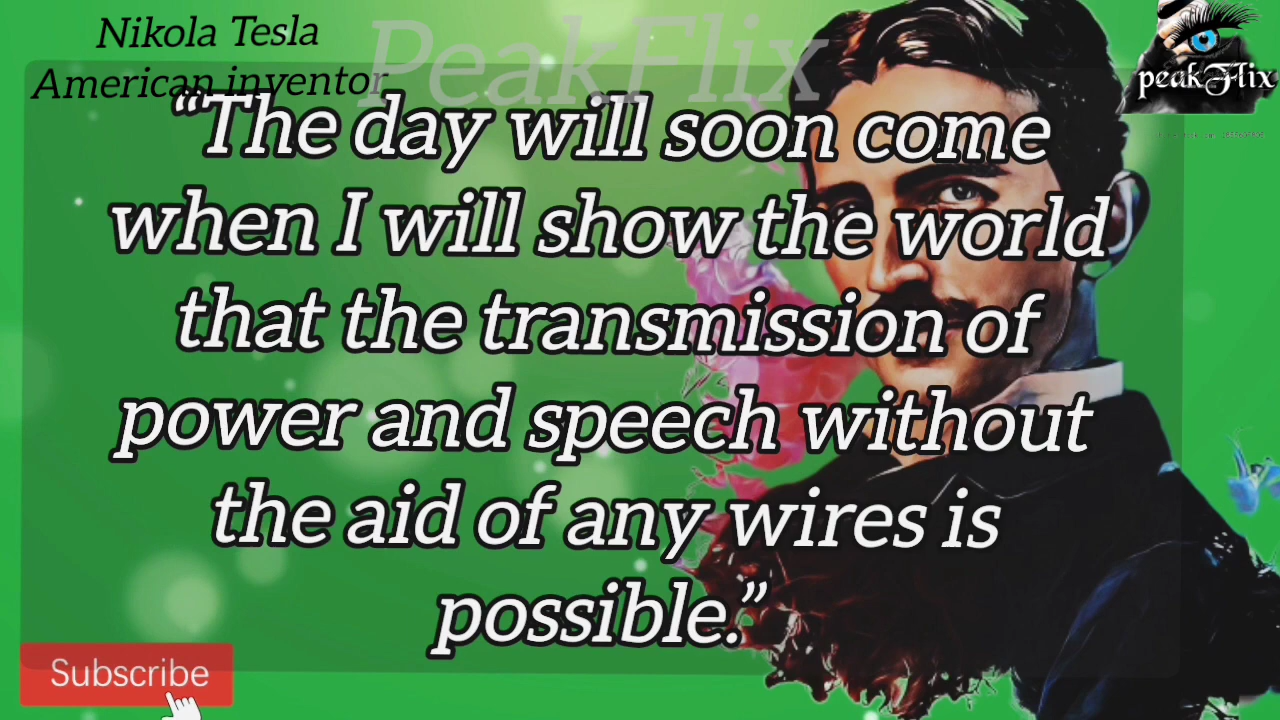 Nikola Tesla
American inventor
PeakFlix
peakFlix
“The day will soon come
when I will show the world
that the transmission of
power and speech without
the aid of any wires is
possible.”
Subscribe